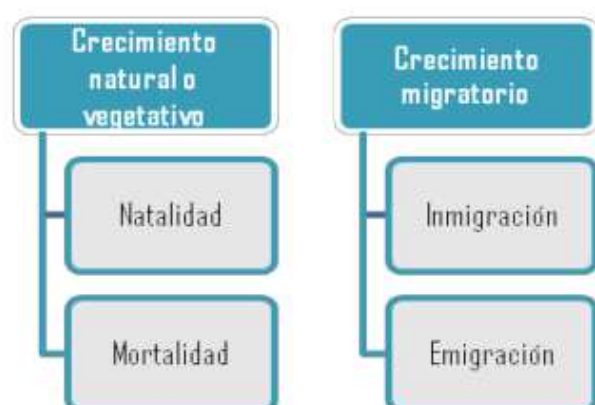 Crecimiento
natural o
vegetativo
Natalidad
Mortalidad
Crecimiento
migratorio
Inmigración
Emigración